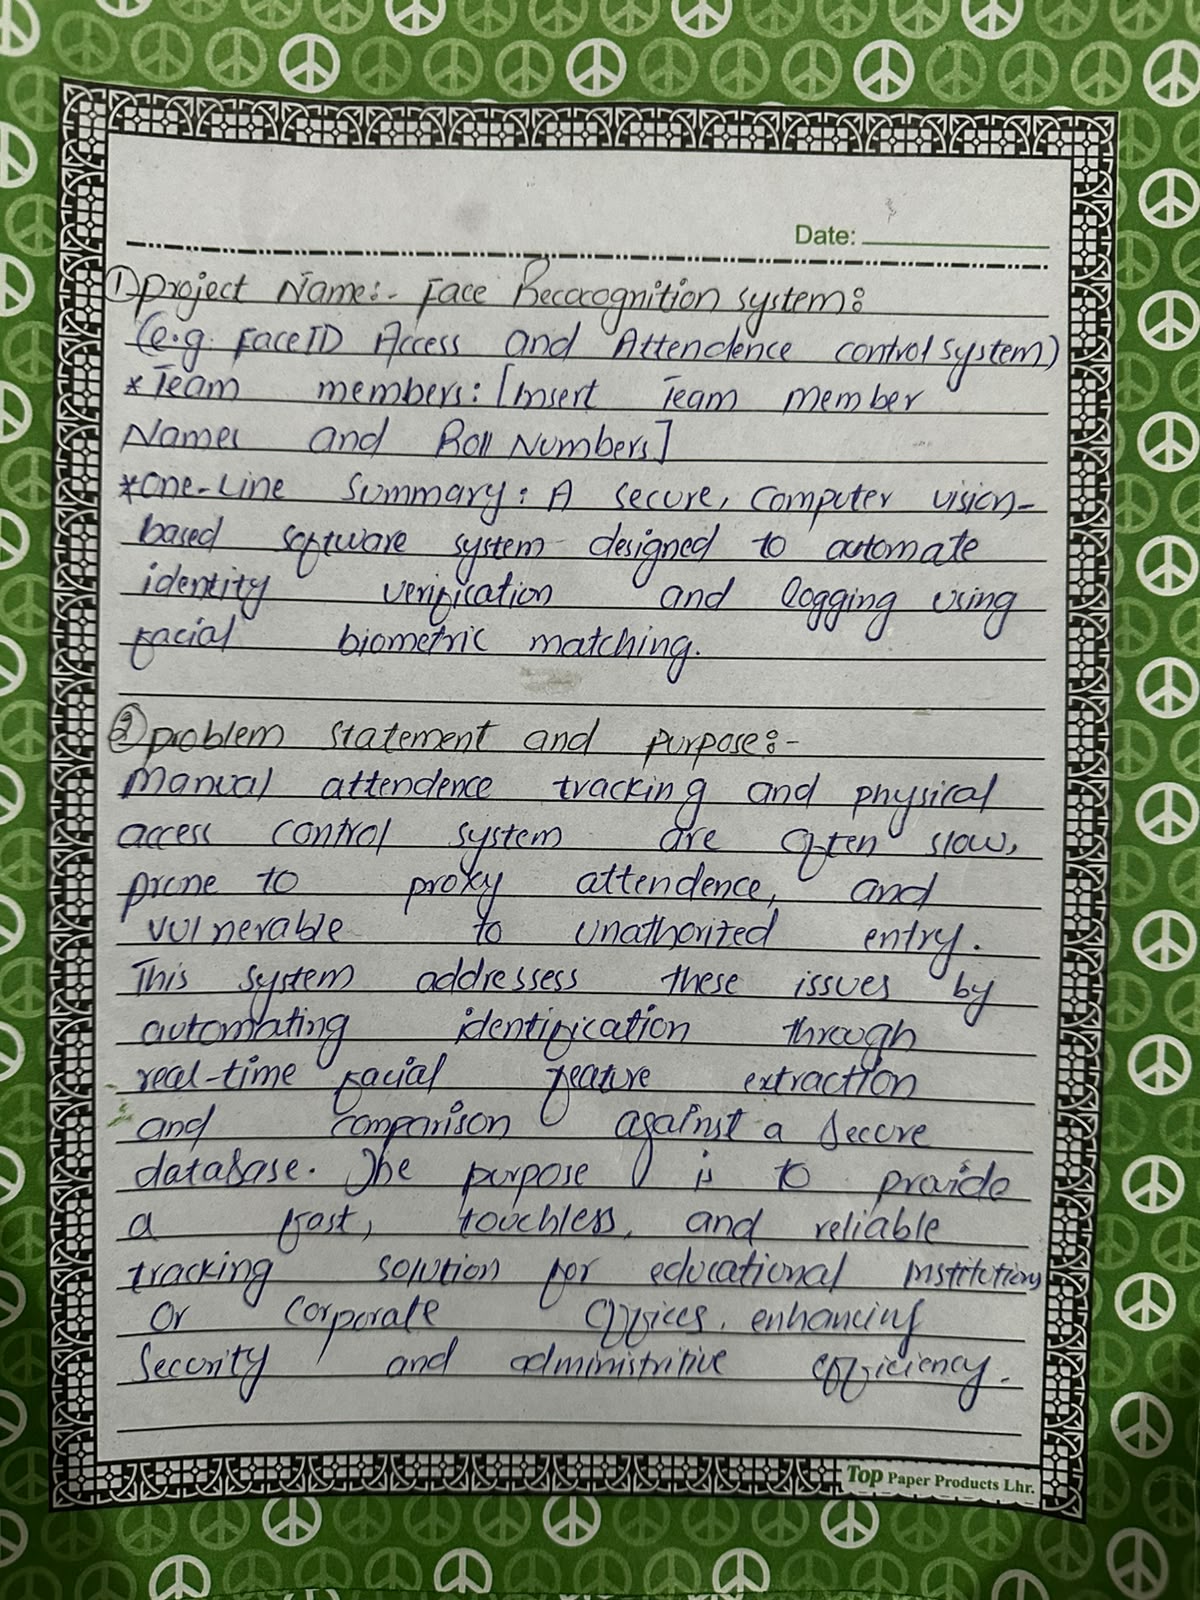 Date:
① Project Name:- Face Recorognition system:
(e.g. FaceID Access and Attendence control system)
*Team members: [Insert Team member
Names and Roll Numbers]
*One-Line Summary: A secure, computer vision-
based software system designed to automate
identity verification and logging using
facial biometric matching.
② problem statement and purpose:-
Manual attendence tracking and physical
access control system are often slow,
prone to proxy attendence, and
vulnerable to unathorized entry.
This system addressess these issues by
automating identification through
real-time facial feature extraction
and comparison against a secure
database. The purpose is to provide
a fast, touchless, and reliable
tracking solution for educational institutions
or corporate offices, enhancing
security and administritive efficiency.
Top Paper Products Lhr.